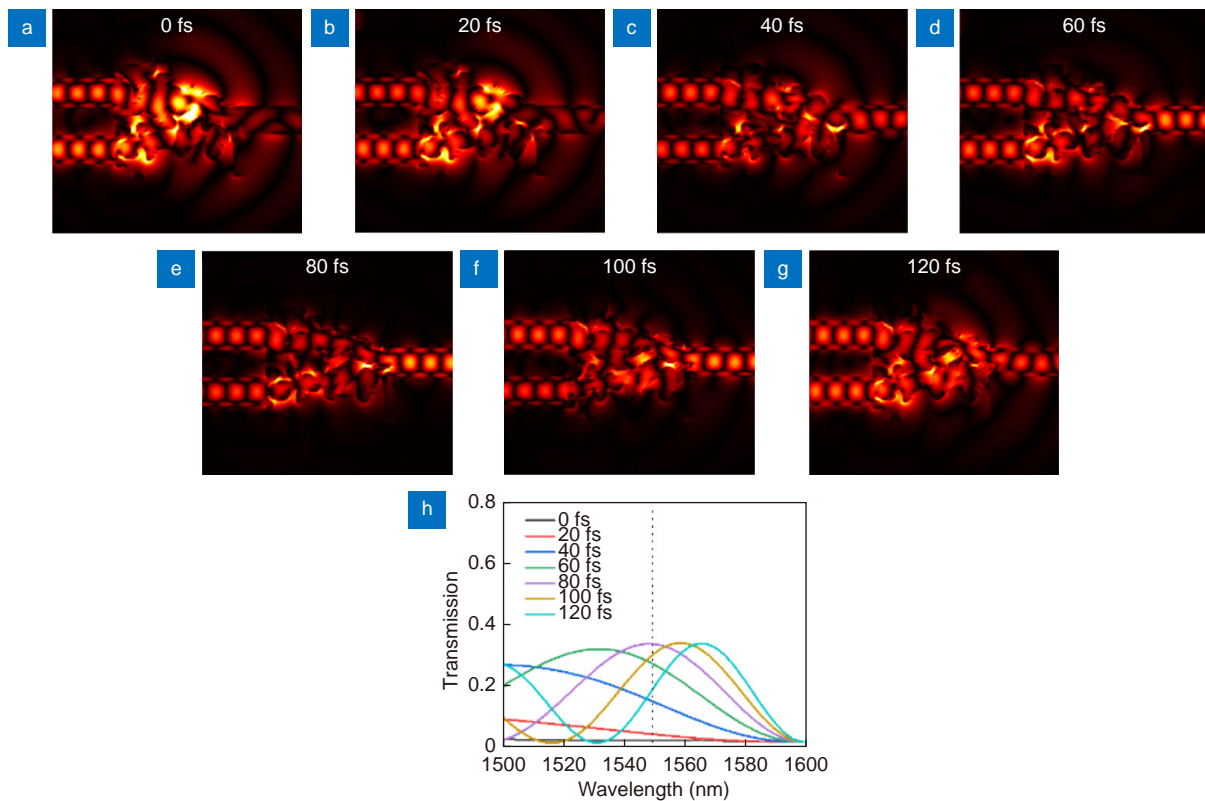 a
0 fs
b
20 fs
c
40 fs
d
60 fs
e
80 fs
f
100 fs
g
120 fs
h
0.8
0.6
0.4
0.2
0
Transmission
0 fs
20 fs
40 fs
60 fs
80 fs
100 fs
120 fs
1500 1520 1540 1560 1580 1600
Wavelength (nm)